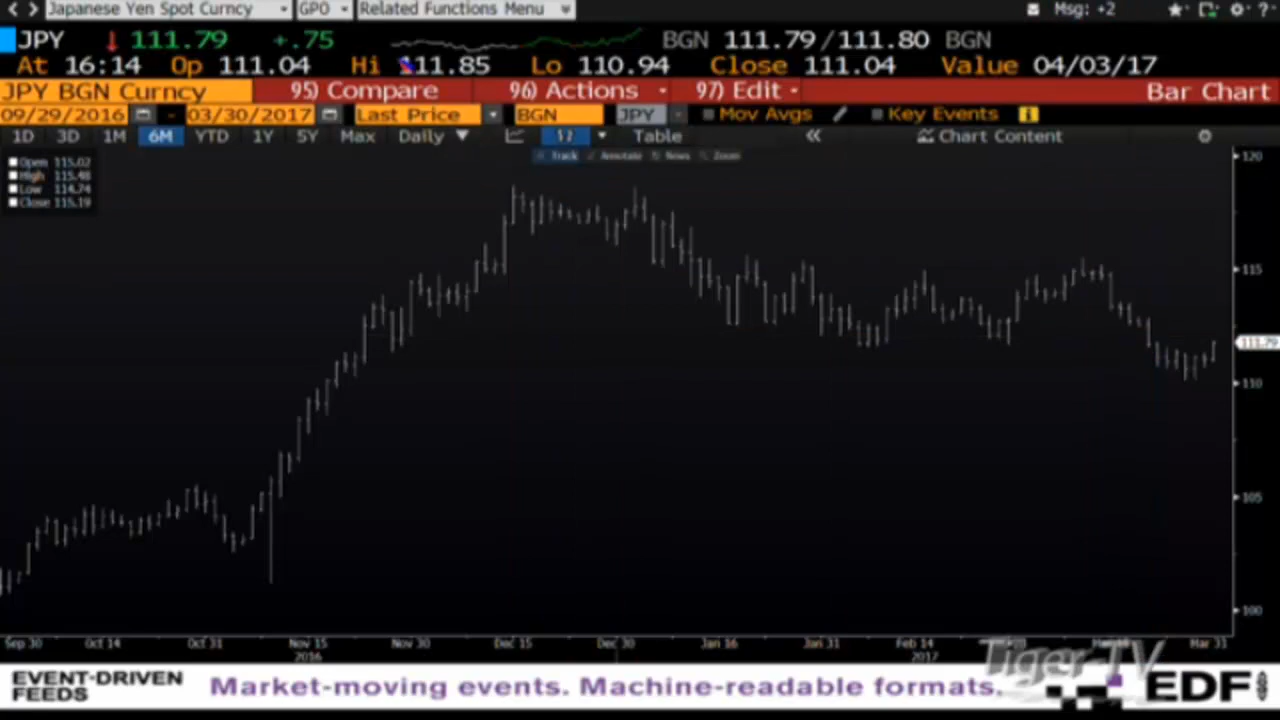 Japanese Yen Spot Curncy GPO Related Functions Menu Msg: +2
JPY 111.79 +.75 BGN 111.79/111.80 BGN
At 16:14 Op 111.04 Hi 111.85 Lo 110.94 Close 111.04 Value 04/03/17
JPY BGN Curncy 95) Compare 96) Actions 97) Edit Bar Chart
09/29/2016 - 03/30/2017 Last Price BGN JPY Mov Avgs Key Events
1D 3D 1M 6M YTD 1Y 5Y Max Daily Table Chart Content
Track Annotate News Zoom
Open 115.02
High 115.48
Low 114.74
Close 115.19
120
115
111.79
110
105
100
Sep 30 Oct 14 Oct 31 Nov 15 Nov 30 Dec 15 Dec 30 Jan 16 Jan 31 Feb 14 Mar 31
2016 2017
Tiger-TV
EVENT-DRIVEN
FEEDS
Market-moving events. Machine-readable formats.
EDF